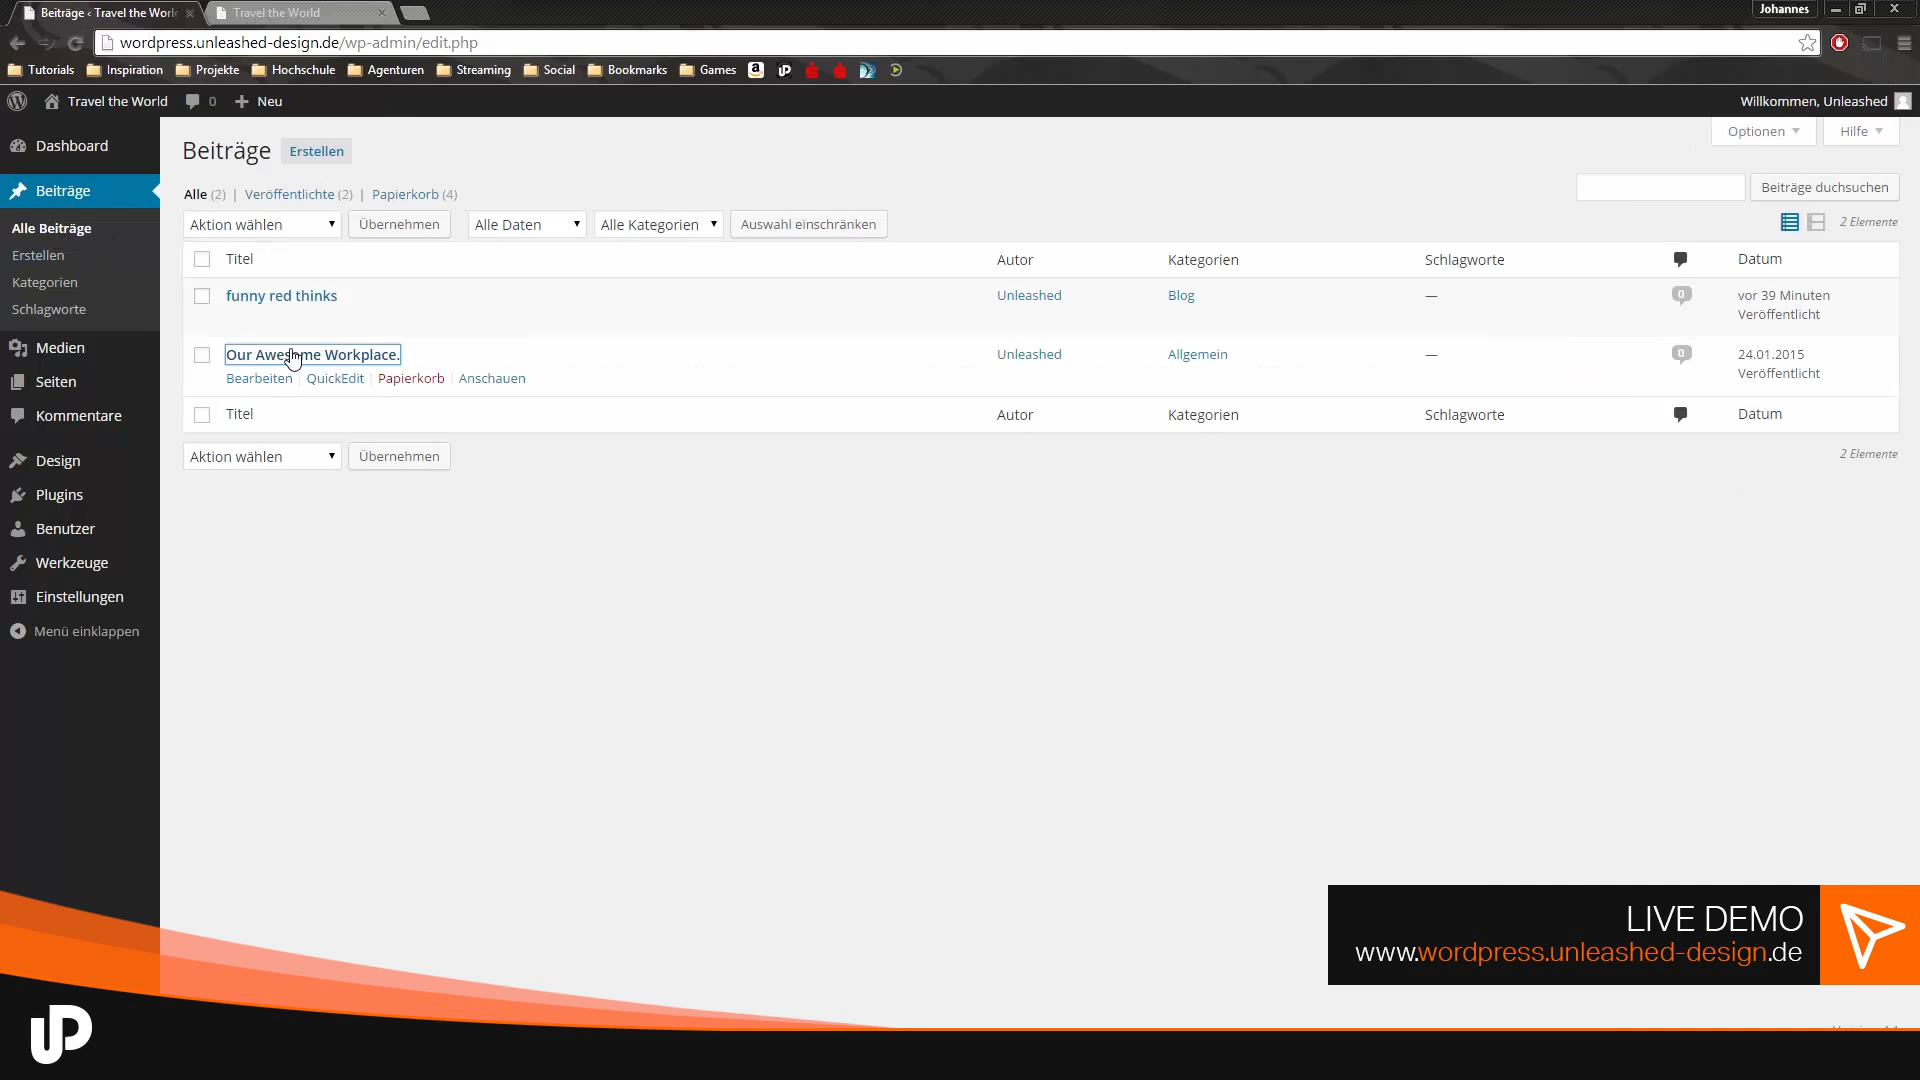 Beiträge ‹ Travel the Worl
Travel the World
Johannes
wordpress.unleashed-design.de/wp-admin/edit.php
Tutorials Inspiration Projekte Hochschule Agenturen Streaming Social Bookmarks Games
Travel the World 0 Neu
Willkommen, Unleashed
Dashboard
Beiträge
Alle Beiträge
Erstellen
Kategorien
Schlagworte
Medien
Seiten
Kommentare
Design
Plugins
Benutzer
Werkzeuge
Einstellungen
Menü einklappen
Beiträge Erstellen
Optionen Hilfe
Alle (2) | Veröffentlichte (2) | Papierkorb (4)
Beiträge duchsuchen
Aktion wählen Übernehmen Alle Daten Alle Kategorien Auswahl einschränken
2 Elemente
Titel Autor Kategorien Schlagworte Datum
funny red thinks Unleashed Blog — 0 vor 39 Minuten
Veröffentlicht
Our Awesome Workplace. Unleashed Allgemein — 0 24.01.2015
Veröffentlicht
Bearbeiten | QuickEdit | Papierkorb | Anschauen
Titel Autor Kategorien Schlagworte Datum
Aktion wählen Übernehmen
2 Elemente
LIVE DEMO
www.wordpress.unleashed-design.de